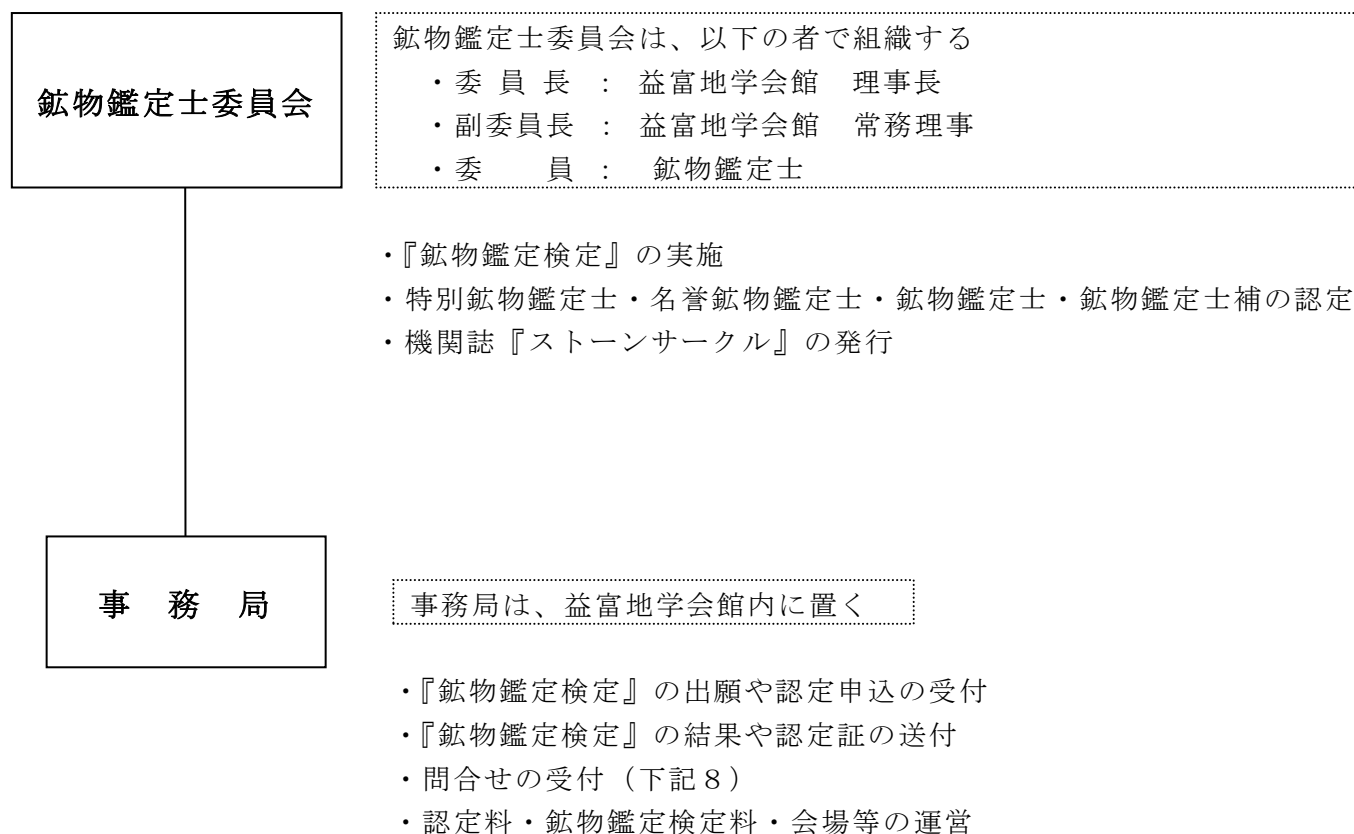 鉱物鑑定士委員会
鉱物鑑定士委員会は、以下の者で組織する
・委 員 長 : 益富地学会館 理事長
・副委員長 : 益富地学会館 常務理事
・委 員 : 鉱物鑑定士
・『鉱物鑑定検定』の実施
・特別鉱物鑑定士・名誉鉱物鑑定士・鉱物鑑定士・鉱物鑑定士補の認定
・機関誌『ストーンサークル』の発行
事 務 局
事務局は、益富地学会館内に置く
・『鉱物鑑定検定』の出願や認定申込の受付
・『鉱物鑑定検定』の結果や認定証の送付
・問合せの受付（下記８）
・認定料・鉱物鑑定検定料・会場等の運営